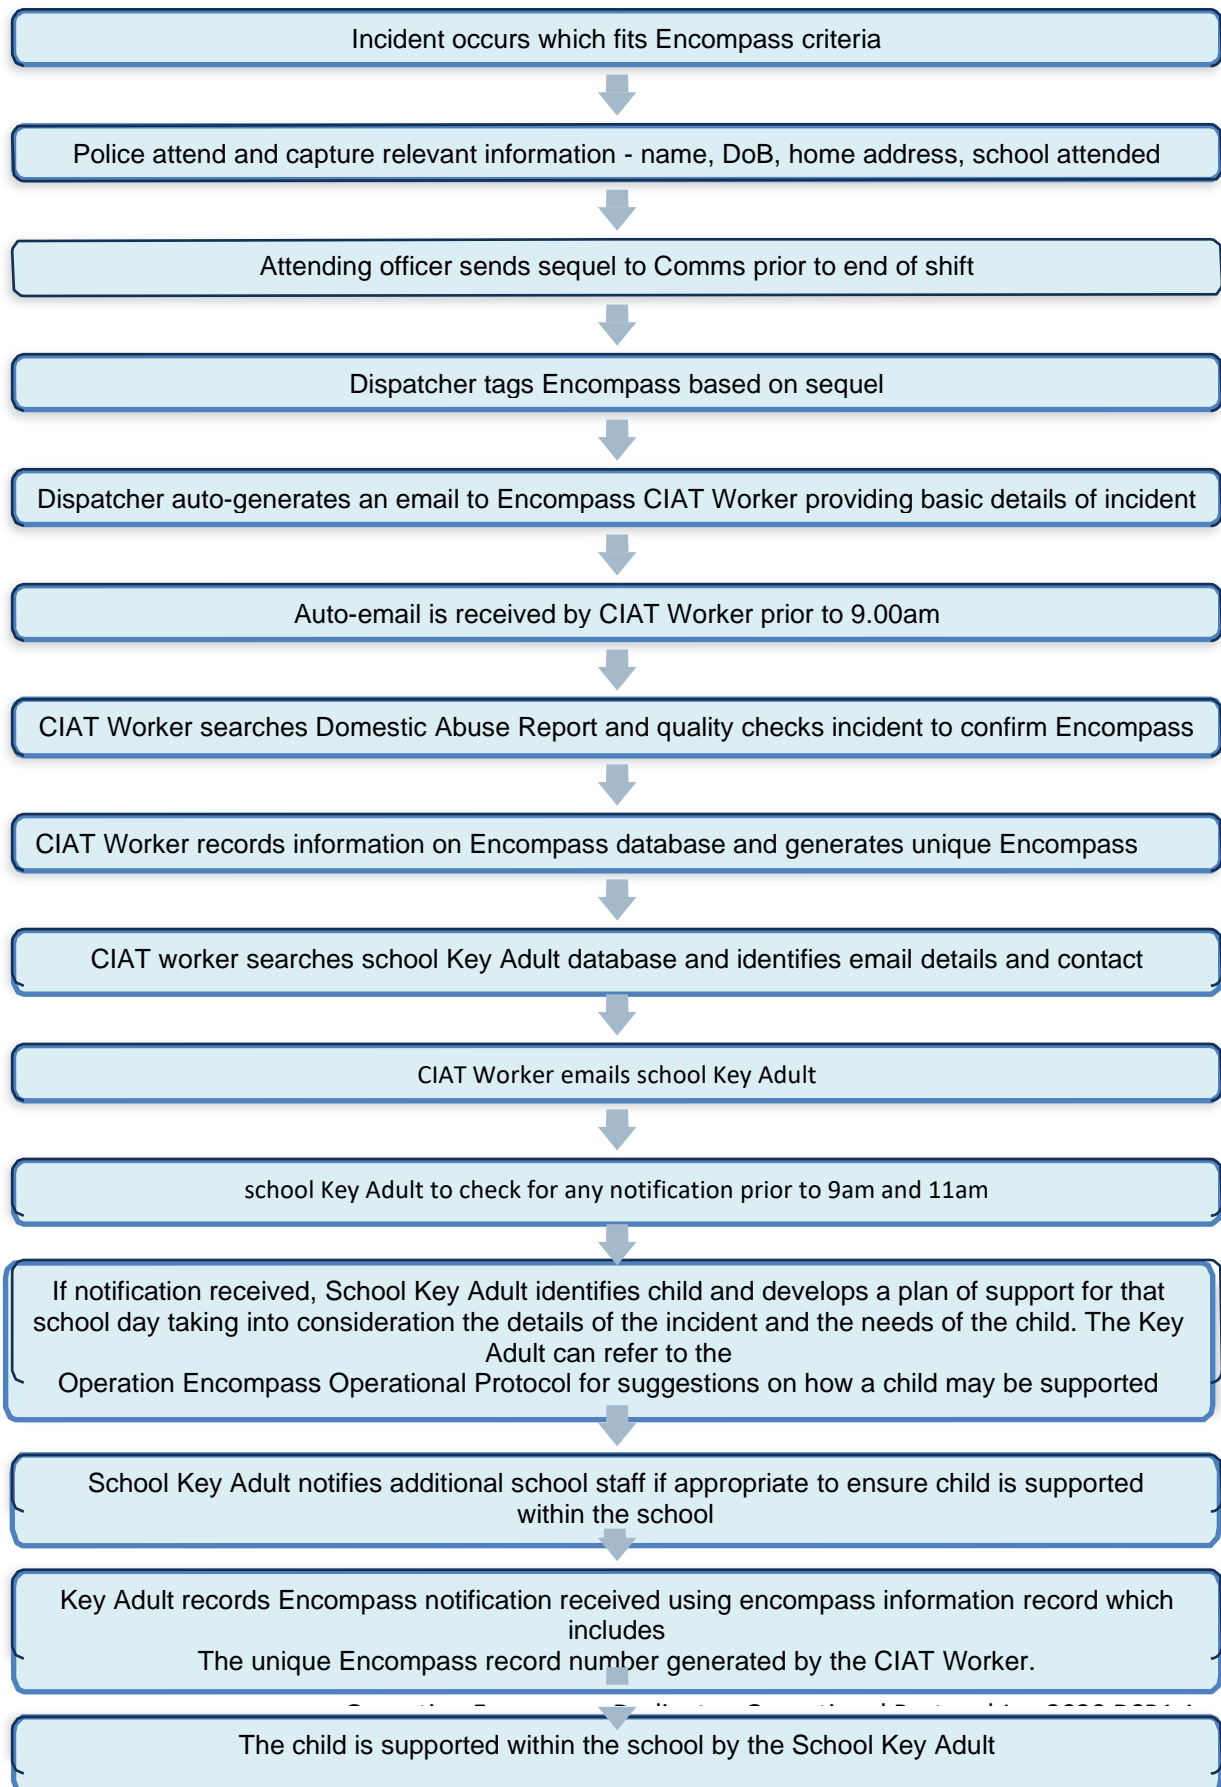 Incident occurs which fits Encompass criteria
Police attend and capture relevant information - name, DoB, home address, school attended
Attending officer sends sequel to Comms prior to end of shift
Dispatcher tags Encompass based on sequel
Dispatcher auto-generates an email to Encompass CIAT Worker providing basic details of incident
Auto-email is received by CIAT Worker prior to 9.00am
CIAT Worker searches Domestic Abuse Report and quality checks incident to confirm Encompass
CIAT Worker records information on Encompass database and generates unique Encompass
CIAT worker searches school Key Adult database and identifies email details and contact
CIAT Worker emails school Key Adult
school Key Adult to check for any notification prior to 9am and 11am
If notification received, School Key Adult identifies child and develops a plan of support for that
school day taking into consideration the details of the incident and the needs of the child. The Key
Adult can refer to the
Operation Encompass Operational Protocol for suggestions on how a child may be supported
School Key Adult notifies additional school staff if appropriate to ensure child is supported
within the school
Key Adult records Encompass notification received using encompass information record which
includes
The unique Encompass record number generated by the CIAT Worker.
The child is supported within the school by the School Key Adult